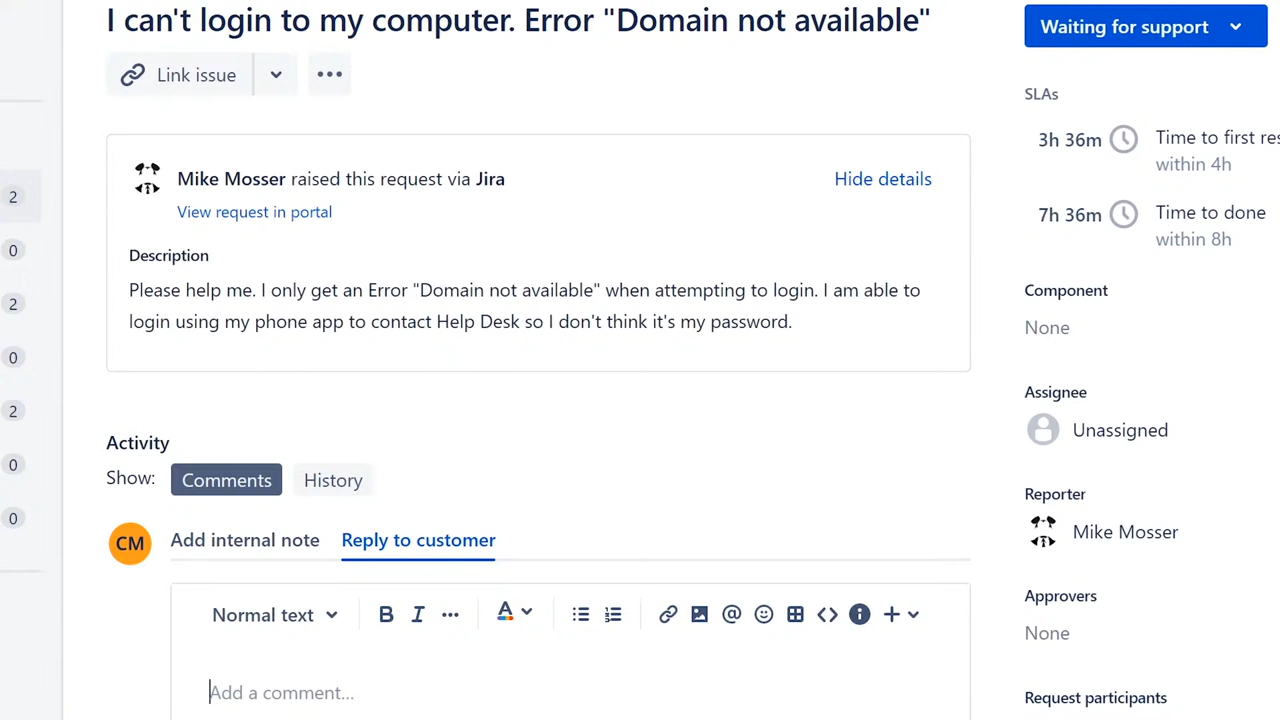 I can't login to my computer. Error "Domain not available"
Link issue
Mike Mosser raised this request via Jira
Hide details
View request in portal
Description
Please help me. I only get an Error "Domain not available" when attempting to login. I am able to
login using my phone app to contact Help Desk so I don't think it's my password.
Activity
Show: Comments History
CM Add internal note Reply to customer
Normal text B I A
Add a comment...
2
0
2
0
2
0
0
Waiting for support
SLAs
3h 36m Time to first res
within 4h
7h 36m Time to done
within 8h
Component
None
Assignee
Unassigned
Reporter
Mike Mosser
Approvers
None
Request participants